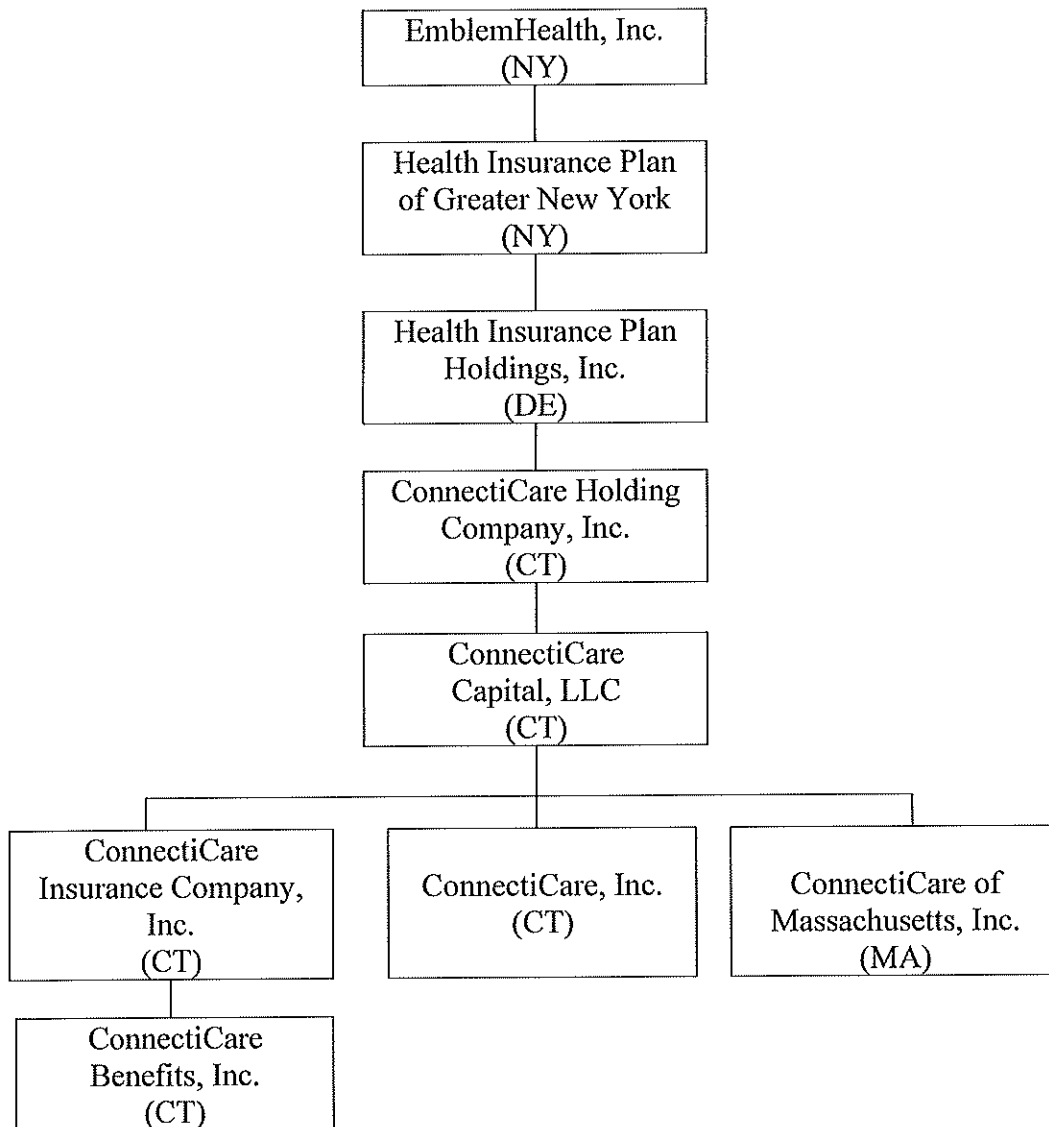 EmblemHealth, Inc.
(NY)
Health Insurance Plan
of Greater New York
(NY)
Health Insurance Plan
Holdings, Inc.
(DE)
ConnectiCare Holding
Company, Inc.
(CT)
ConnectiCare
Capital, LLC
(CT)
ConnectiCare
Insurance Company,
Inc.
(CT)
ConnectiCare, Inc.
(CT)
ConnectiCare of
Massachusetts, Inc.
(MA)
ConnectiCare
Benefits, Inc.
(CT)